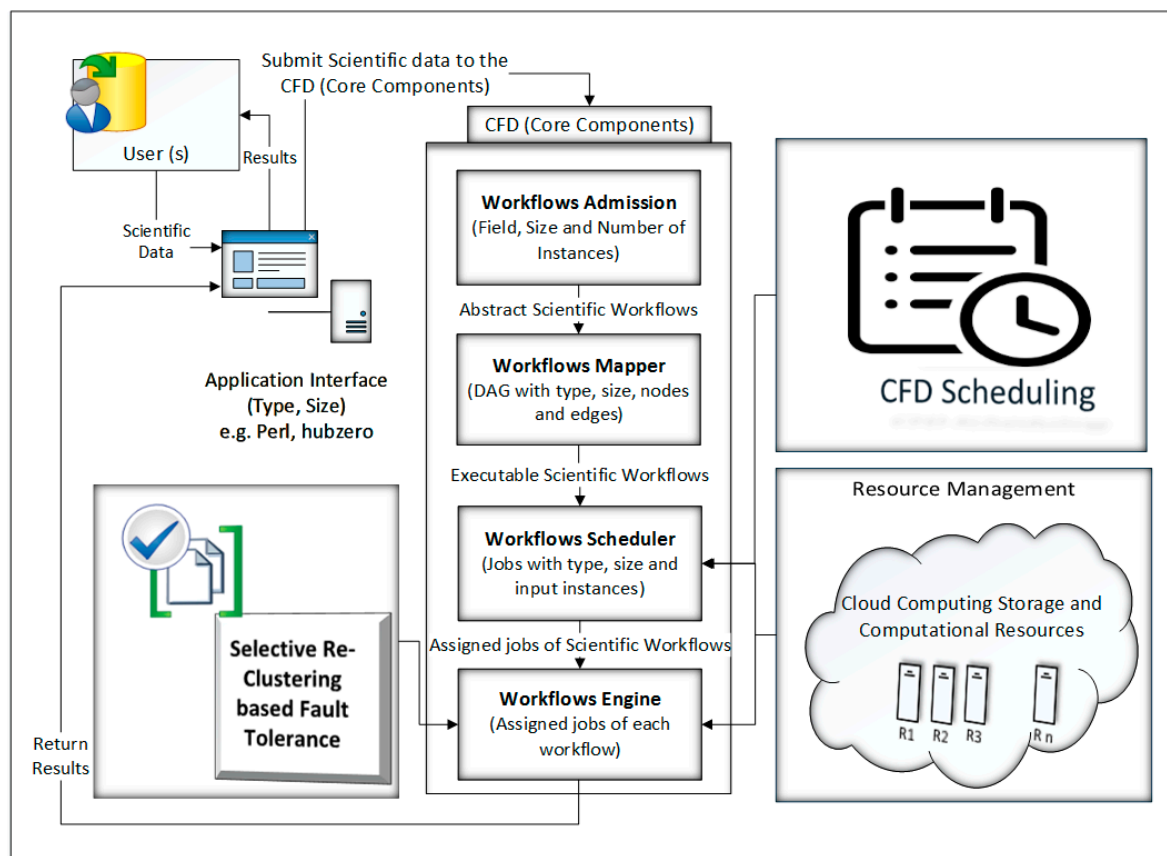 Submit Scientific data to the
CFD (Core Components)
User (s)
Results
Scientific
Data
Application Interface
(Type, Size)
e.g. Perl, hubzero
CFD (Core Components)
Workflows Admission
(Field, Size and Number of
Instances)
Abstract Scientific Workflows
Workflows Mapper
(DAG with type, size, nodes
and edges)
Executable Scientific Workflows
Workflows Scheduler
(Jobs with type, size and
input instances)
Assigned jobs of Scientific Workflows
Workflows Engine
(Assigned jobs of each
workflow)
CFD Scheduling
Resource Management
Cloud Computing Storage and
Computational Resources
R1 R2 R3 R n
Selective Re-
Clustering
based Fault
Tolerance
Return
Results